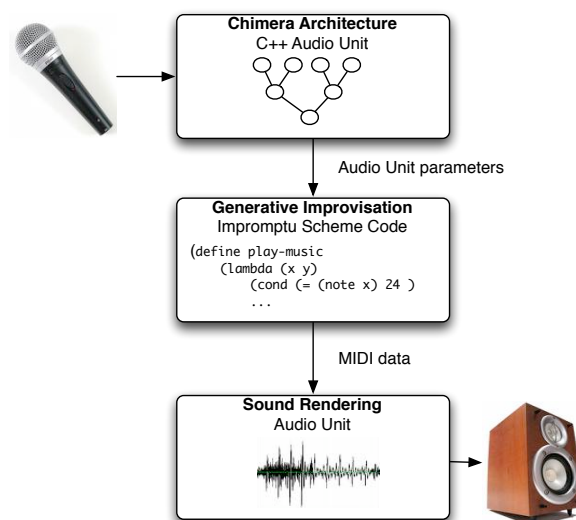 Chimera Architecture
C++ Audio Unit
Audio Unit parameters
Generative Improvisation
Impromptu Scheme Code
(define play-music
(lambda (x y)
(cond (= (note x) 24 )
...
MIDI data
Sound Rendering
Audio Unit